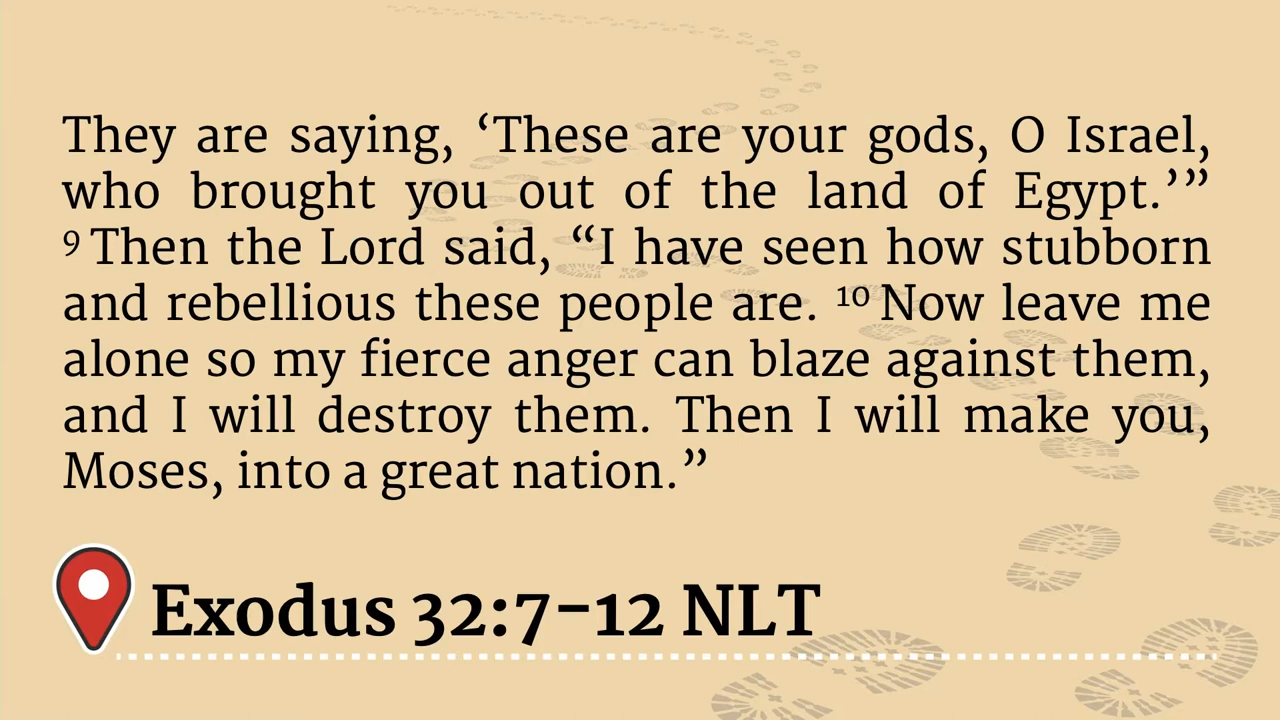 They are saying, ‘These are your gods, O Israel,
who brought you out of the land of Egypt.’”
9 Then the Lord said, “I have seen how stubborn
and rebellious these people are. 10 Now leave me
alone so my fierce anger can blaze against them,
and I will destroy them. Then I will make you,
Moses, into a great nation.”
Exodus 32:7–12 NLT